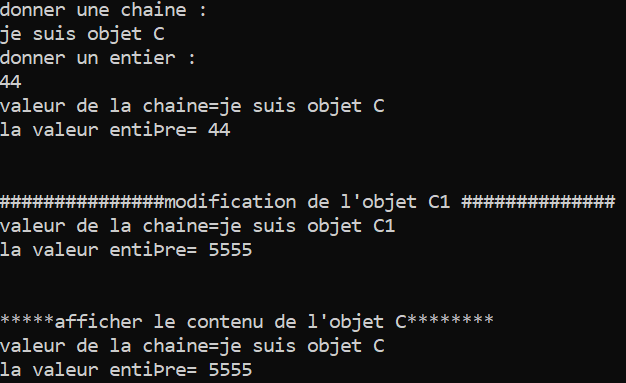 donner une chaine :
je suis objet C
donner un entier :
44
valeur de la chaine=je suis objet C
la valeur entiÞre= 44
###############modification de l'objet C1 ##############
valeur de la chaine=je suis objet C1
la valeur entiÞre= 5555
*****afficher le contenu de l'objet C********
valeur de la chaine=je suis objet C
la valeur entiÞre= 5555